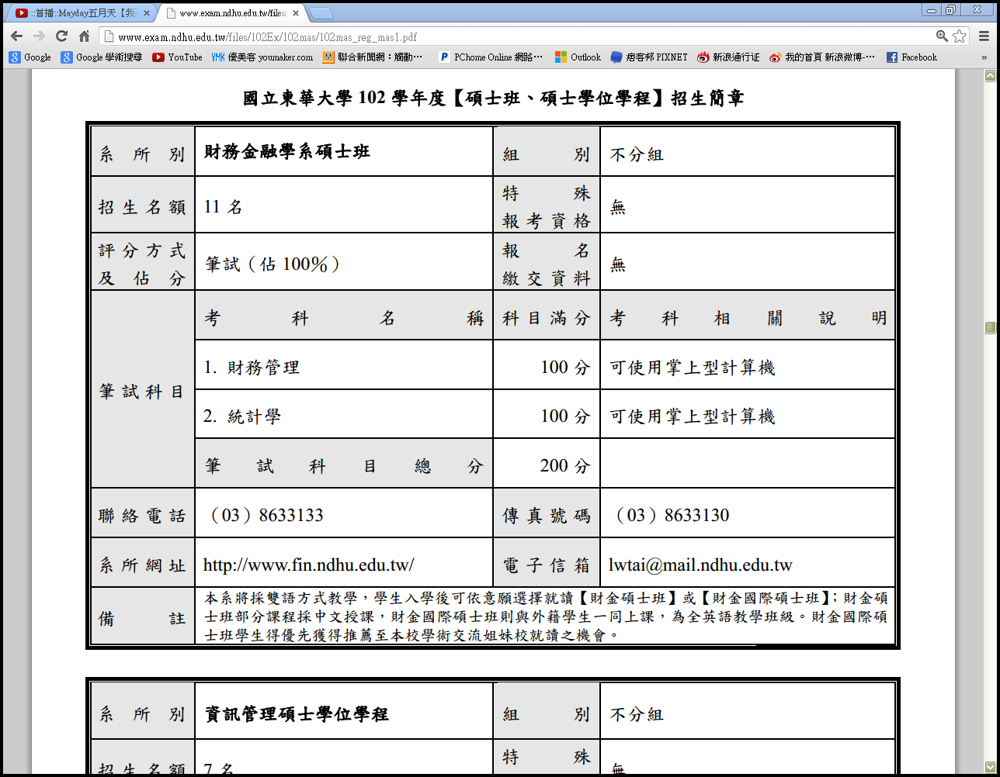 ::首播::Mayday五月天【我
www.exam.ndhu.edu.tw/files/
www.exam.ndhu.edu.tw/files/102Ex/102mas/102mas_reg_mas1.pdf
Google Google 學術搜尋 YouTube YMK 優美客 youmaker.com 聯合新聞網：觸動… PChome Online 網路… Outlook 痞客邦 PIXNET 新浪通行证 我的首頁 新浪微博-… Facebook »
國立東華大學 102 學年度【碩士班、碩士學位學程】招生簡章
系所別 財務金融學系碩士班 組別 不分組
招生名額 11 名 特殊報考資格 無
評分方式及佔分 筆試（佔 100%） 報名繳交資料 無
筆試科目
考科名稱 科目滿分 考科相關說明
1. 財務管理 100 分 可使用掌上型計算機
2. 統計學 100 分 可使用掌上型計算機
筆試科目總分 200 分
聯絡電話 （03）8633133 傳真號碼 （03）8633130
系所網址 http://www.fin.ndhu.edu.tw/ 電子信箱 lwtai@mail.ndhu.edu.tw
備註
本系將採雙語方式教學，學生入學後可依意願選擇就讀【財金碩士班】或【財金國際碩士班】；財金碩
士班部分課程採中文授課，財金國際碩士班則與外籍學生一同上課，為全英語教學班級。財金國際碩
士班學生得優先獲得推薦至本校學術交流姐妹校就讀之機會。
系所別 資訊管理碩士學位學程 組別 不分組
招生名額 7 名 特殊 無